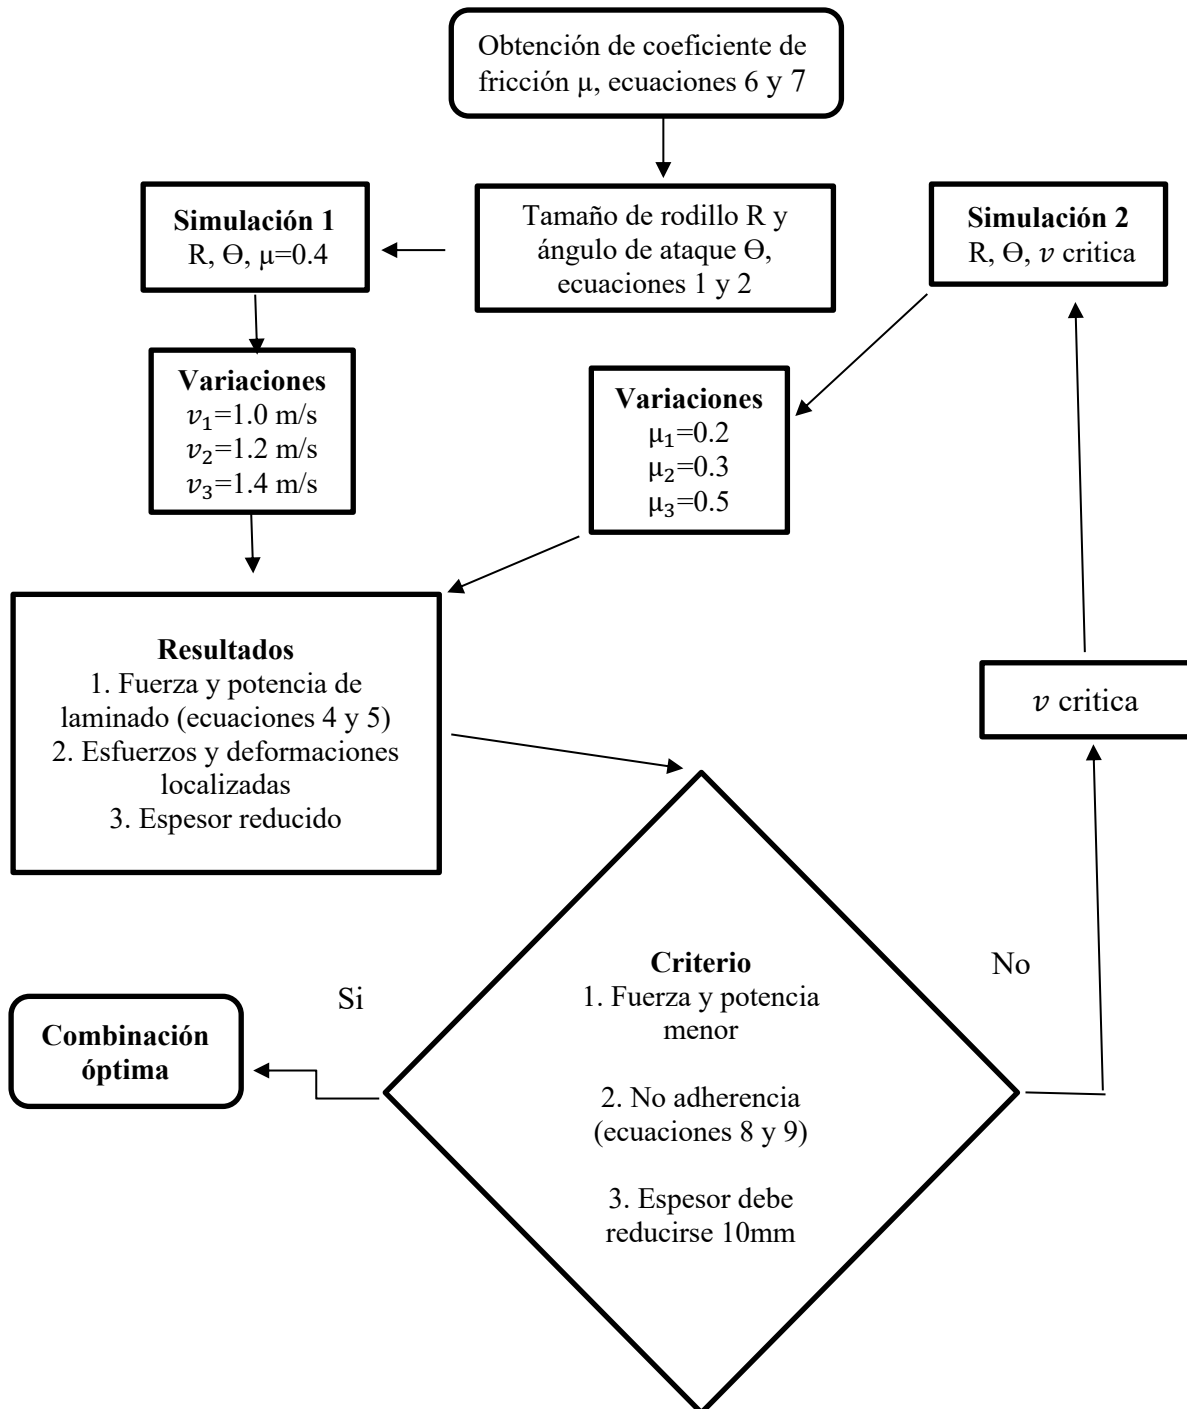 Obtención de coeficiente de
fricción µ, ecuaciones 6 y 7
Simulación 1
R, ϴ, µ=0.4
Tamaño de rodillo R y
ángulo de ataque ϴ,
ecuaciones 1 y 2
Simulación 2
R, ϴ, 𝑣 critica
Variaciones
𝑣₁=1.0 m/s
𝑣₂=1.2 m/s
𝑣₃=1.4 m/s
Variaciones
µ₁=0.2
µ₂=0.3
µ₃=0.5
Resultados
1. Fuerza y potencia de
laminado (ecuaciones 4 y 5)
2. Esfuerzos y deformaciones
localizadas
3. Espesor reducido
𝑣 critica
Criterio
1. Fuerza y potencia
menor
2. No adherencia
(ecuaciones 8 y 9)
3. Espesor debe
reducirse 10mm
No
Si
Combinación
óptima